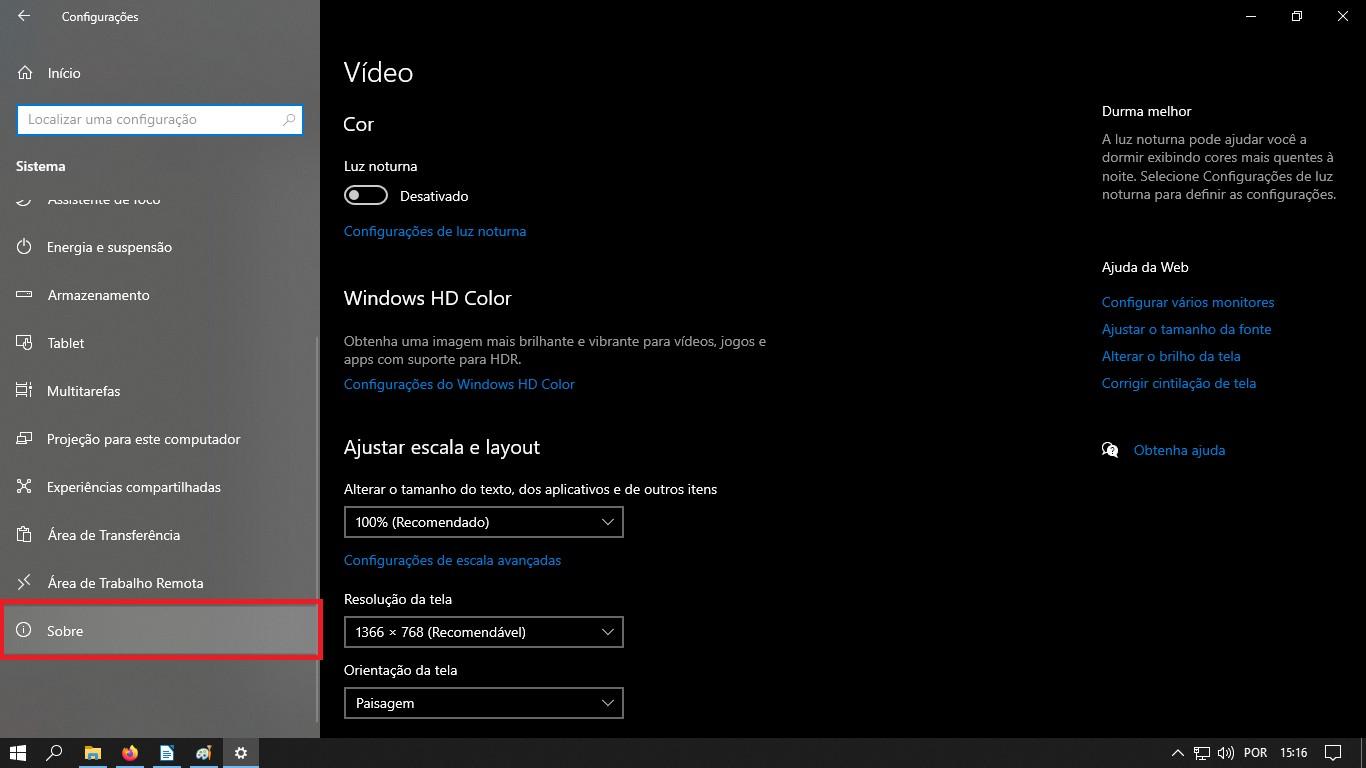 Configurações
Início
Localizar uma configuração
Sistema
Assistente de foco
Energia e suspensão
Armazenamento
Tablet
Multitarefas
Projeção para este computador
Experiências compartilhadas
Área de Transferência
Área de Trabalho Remota
Sobre
Vídeo
Cor
Luz noturna
Desativado
Configurações de luz noturna
Windows HD Color
Obtenha uma imagem mais brilhante e vibrante para vídeos, jogos e
apps com suporte para HDR.
Configurações do Windows HD Color
Ajustar escala e layout
Alterar o tamanho do texto, dos aplicativos e de outros itens
100% (Recomendado)
Configurações de escala avançadas
Resolução da tela
1366 × 768 (Recomendável)
Orientação da tela
Paisagem
Durma melhor
A luz noturna pode ajudar você a
dormir exibindo cores mais quentes à
noite. Selecione Configurações de luz
noturna para definir as configurações.
Ajuda da Web
Configurar vários monitores
Ajustar o tamanho da fonte
Alterar o brilho da tela
Corrigir cintilação de tela
Obtenha ajuda
POR
15:16